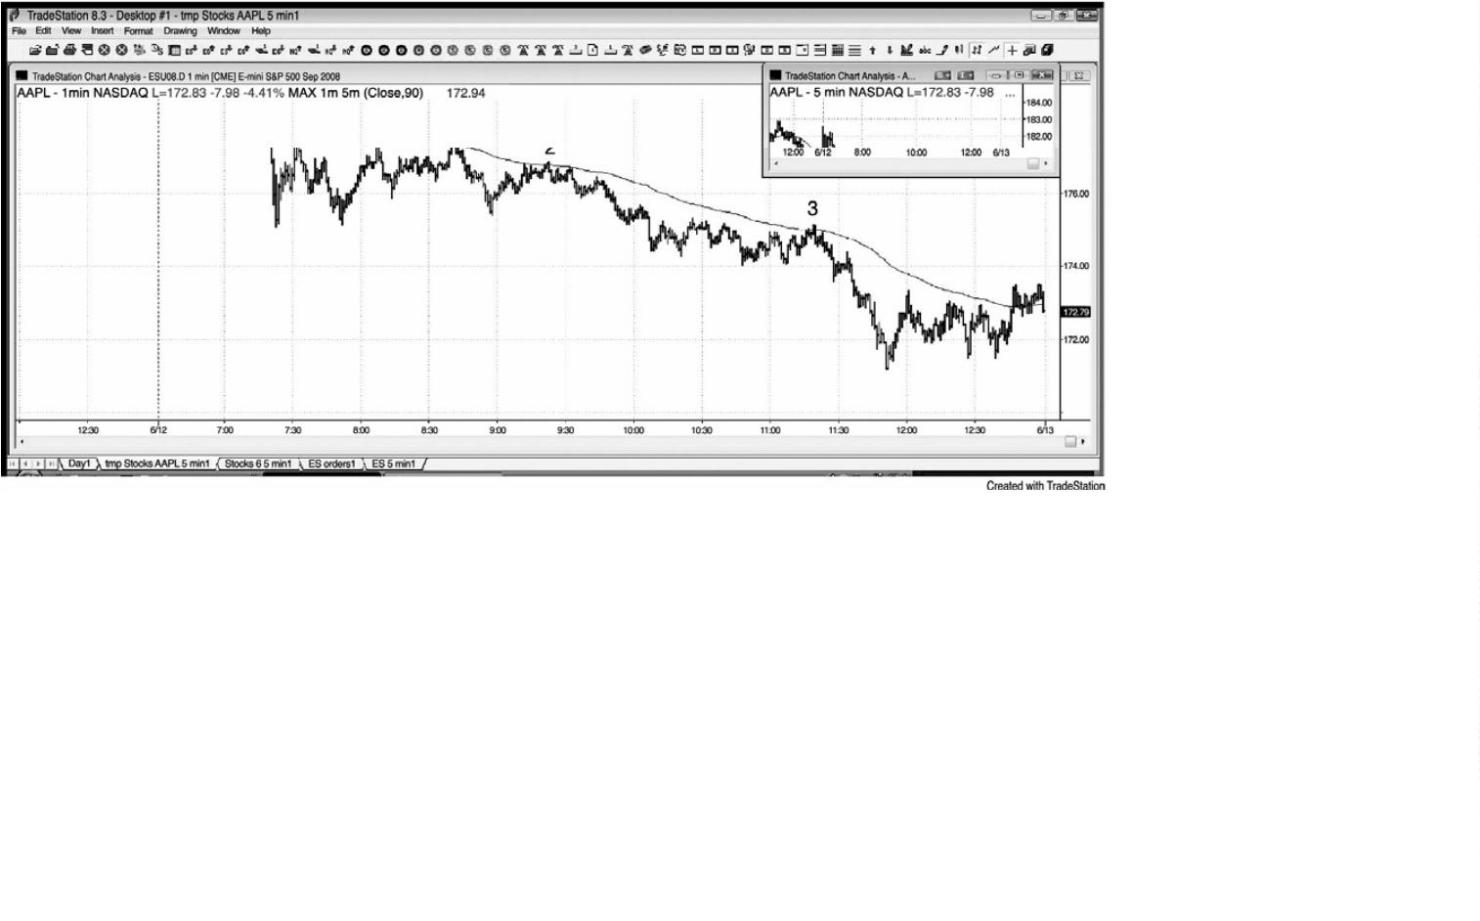 TradeStation 8.3 - Desktop #1 - tmp Stocks AAPL 5 min1
File Edit View Insert Format Drawing Window Help
TradeStation Chart Analysis - ESU08.D 1 min [CME] E-mini S&P 500 Sep 2008
AAPL - 1min NASDAQ L=172.83 -7.98 -4.41% MAX 1m 5m (Close,90) 172.94
TradeStation Chart Analysis - A...
AAPL - 5 min NASDAQ L=172.83 -7.98 ...
184.00
183.00
182.00
12:00 6/12 8:00 10:00 12:00 6/13
2
3
176.00
174.00
172.79
172.00
12:30 6/12 7:00 7:30 8:00 8:30 9:00 9:30 10:00 10:30 11:00 11:30 12:00 12:30 6/13
Day1 tmp Stocks AAPL 5 min1 Stocks 6 5 min1 ES orders1 ES 5 min1
Created with TradeStation